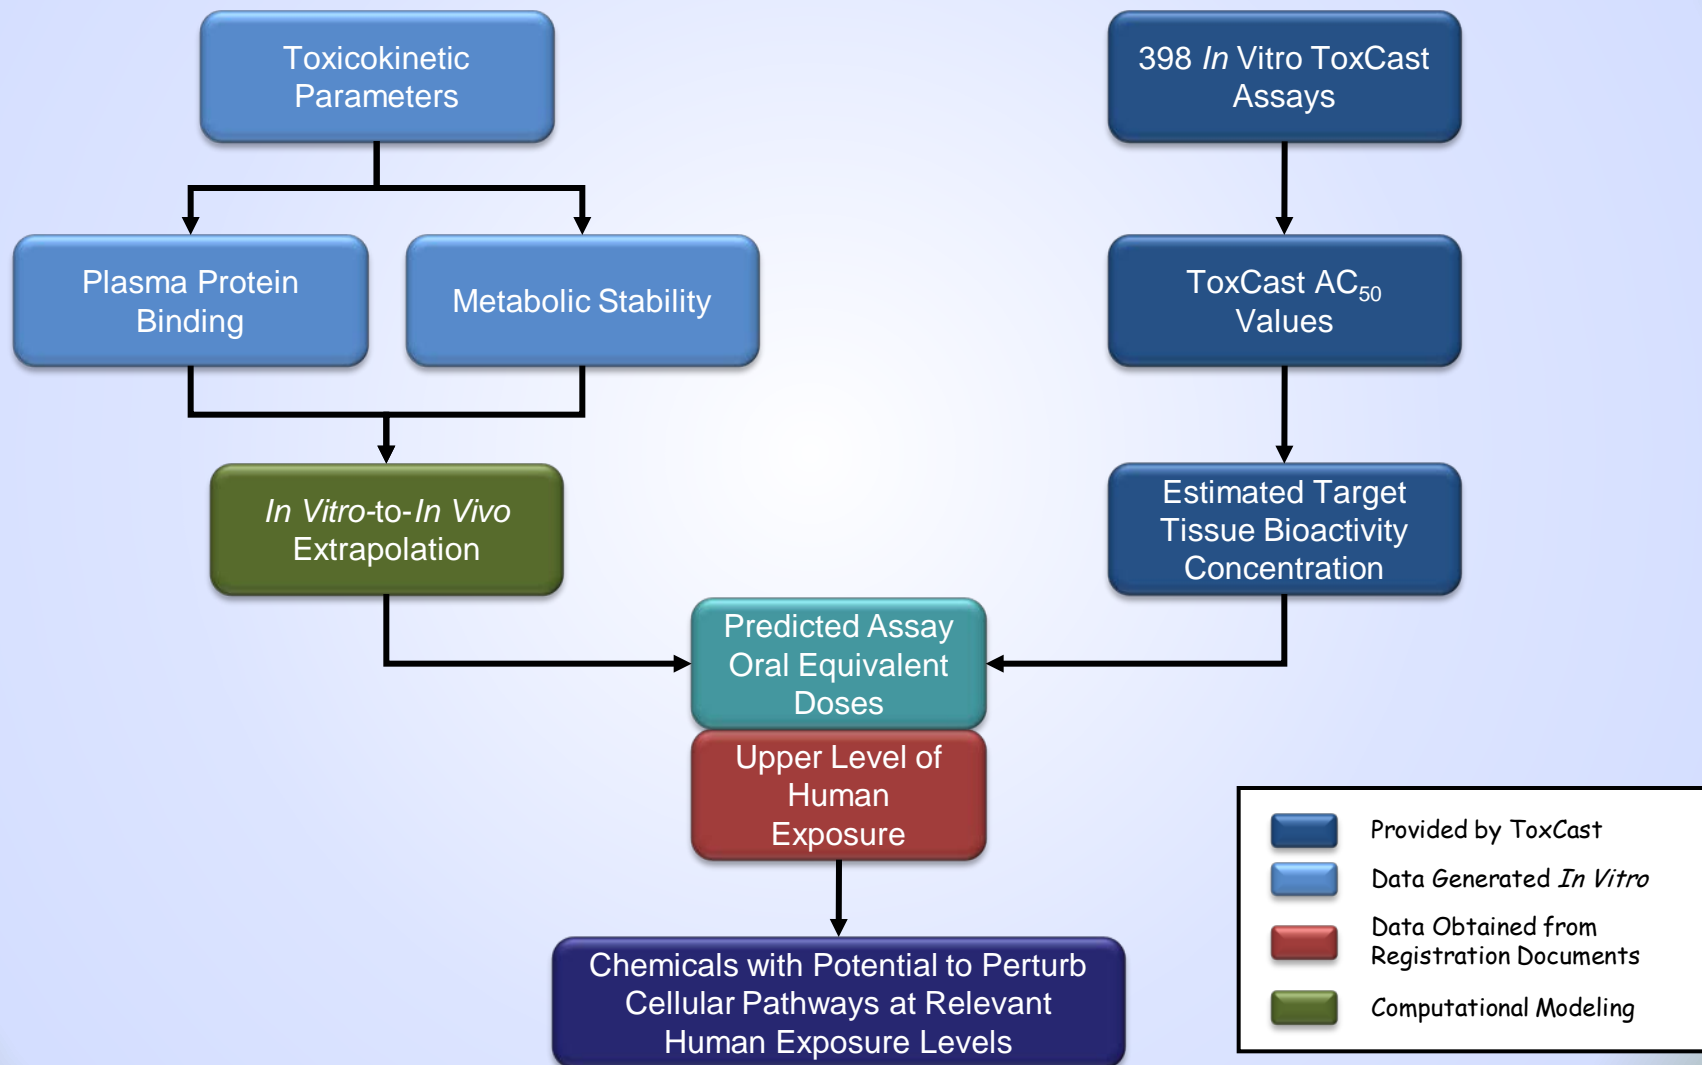 Toxicokinetic
Parameters
398 In Vitro ToxCast
Assays
Plasma Protein
Binding
Metabolic Stability
ToxCast AC50
Values
In Vitro-to-In Vivo
Extrapolation
Estimated Target
Tissue Bioactivity
Concentration
Predicted Assay
Oral Equivalent
Doses
Upper Level of
Human
Exposure
Chemicals with Potential to Perturb
Cellular Pathways at Relevant
Human Exposure Levels
Provided by ToxCast
Data Generated In Vitro
Data Obtained from
Registration Documents
Computational Modeling